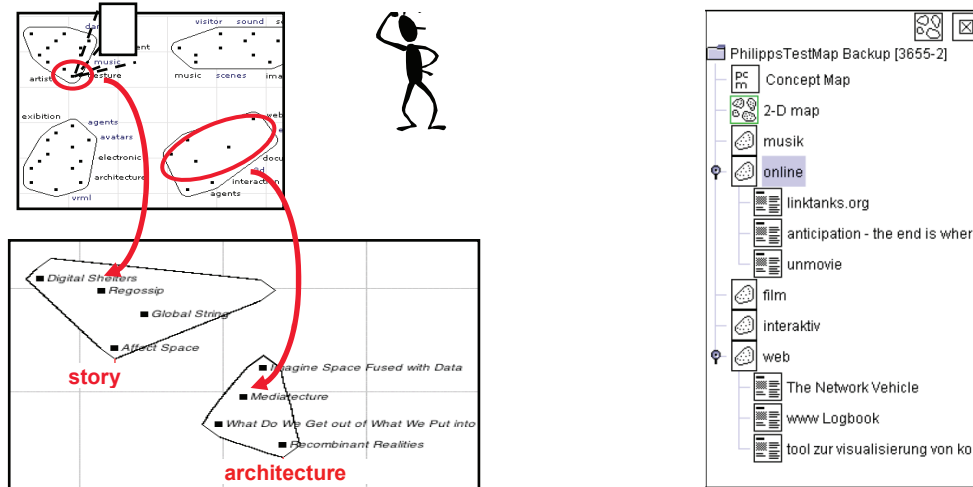 visitor sound
music
artist gesture
music scenes
exibition
agents
avatars
electronic
architecture
vrml
web
interaction
agents
Digital Shelters
Regossip
Global String
Affect Space
story
Imagine Space Fused with Data
Mediatecture
What Do We Get out of What We Put into
Recombinant Realities
architecture
PhilippsTestMap Backup [3655-2]
pc
m
Concept Map
2-D map
musik
online
linktanks.org
anticipation - the end is wher
unmovie
film
interaktiv
web
The Network Vehicle
www Logbook
tool zur visualisierung von ko